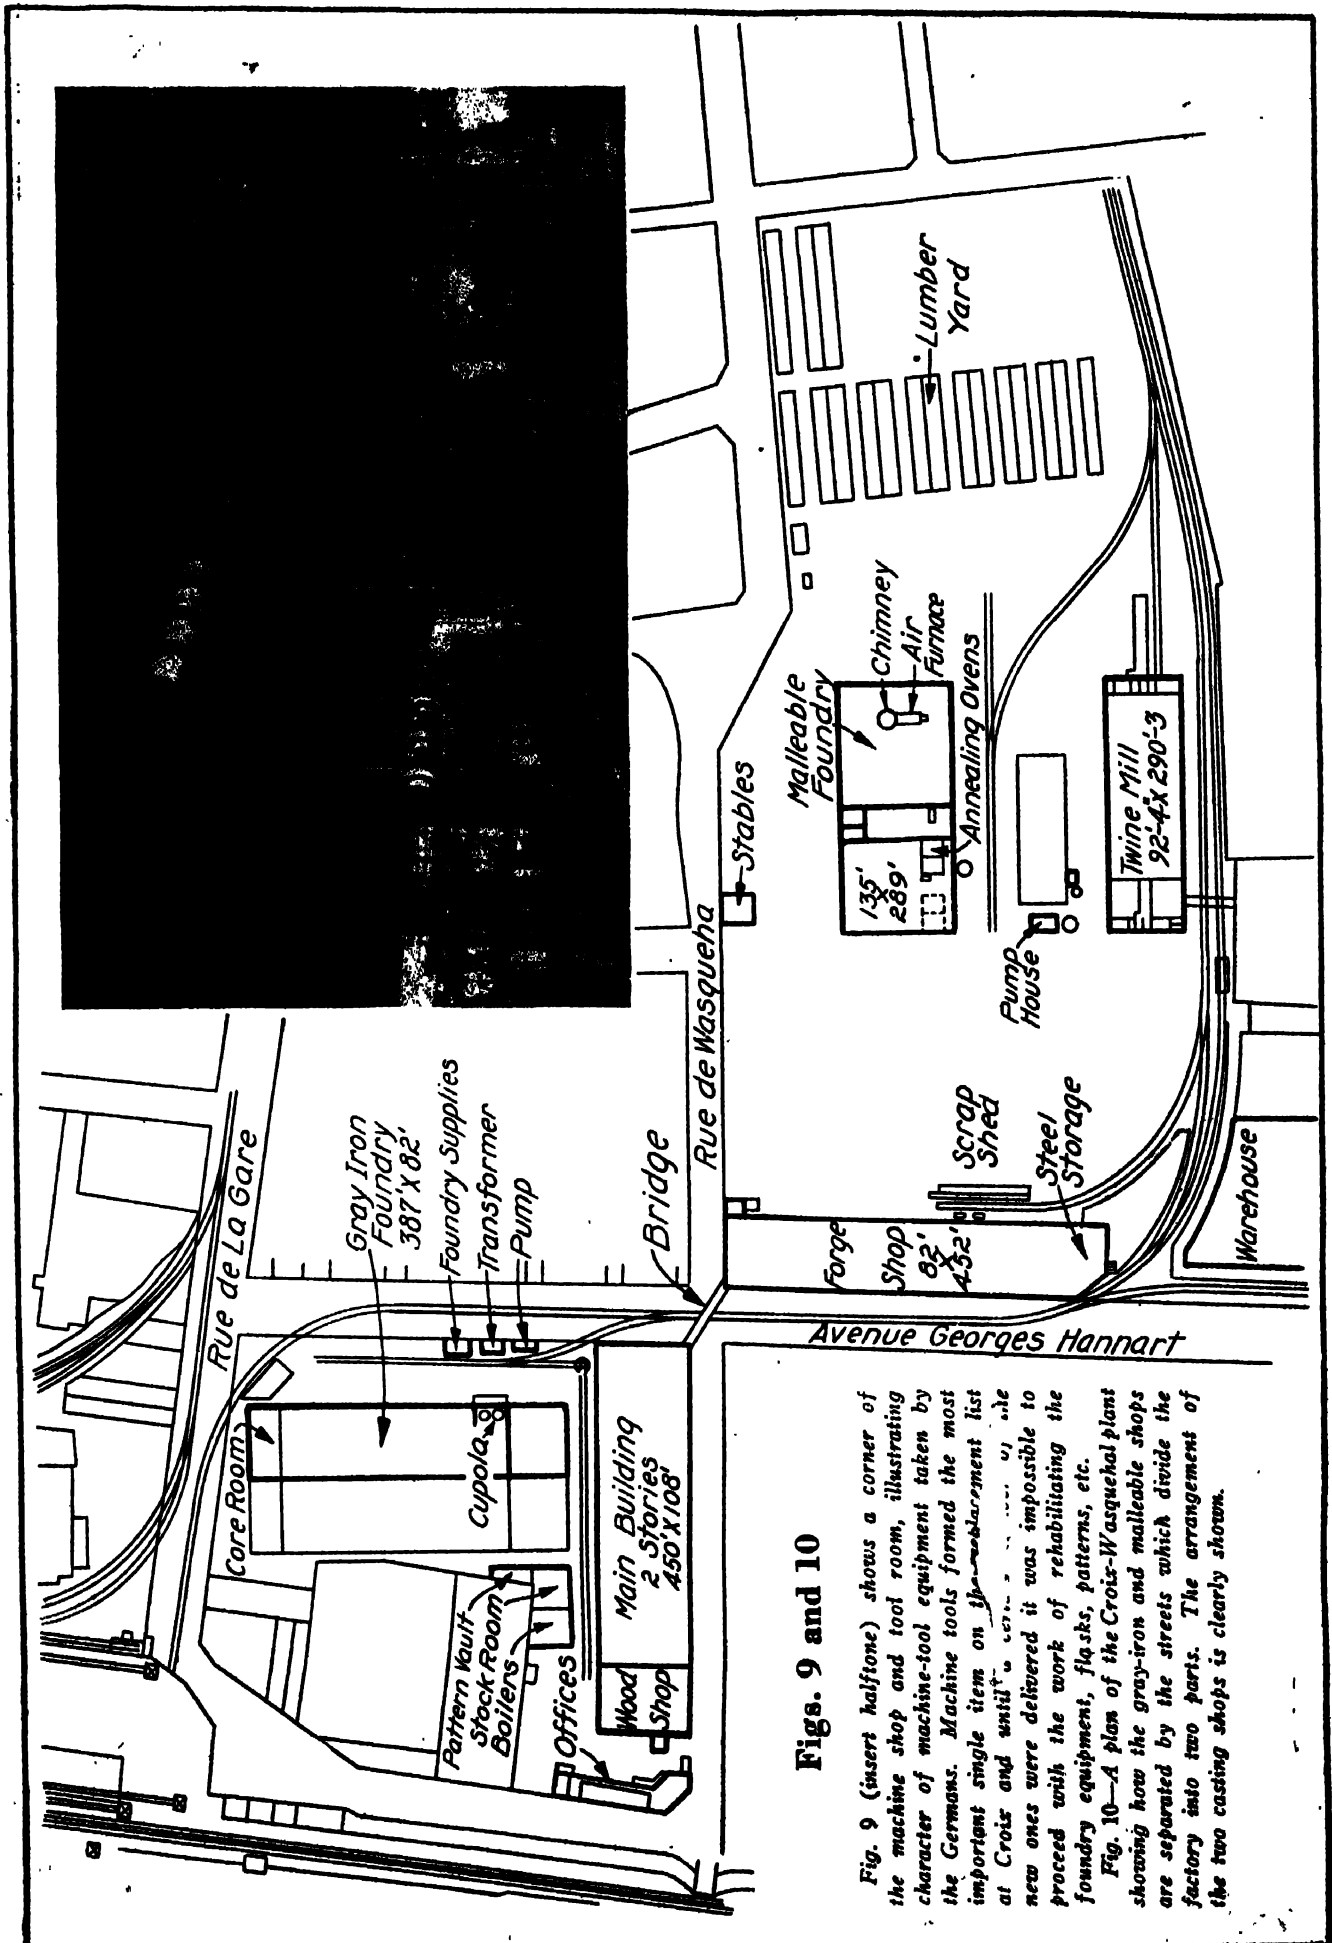 Rue de La Gare
Core Room
Gray Iron
Foundry
387' X 82'
Foundry Supplies
Transformer
Pump
Cupola
Pattern Vault
Stock Room
Boilers
Offices
Wood
Shop
Main Building
2 Stories
450' X 108'
Bridge
Rue de Wasqueha
Stables
Avenue Georges Hannart
Forge
Shop
82'
X
452'
Scrap
Shed
Steel
Storage
Warehouse
Malleable
Foundry
135'
X
289'
Chimney
Air
Furnace
Annealing Ovens
Pump
House
Twine Mill
92'-4" X 290'-3
Lumber
Yard
Figs. 9 and 10
Fig. 9 (insert halftone) shows a corner of
the machine shop and tool room, illustrating
character of machine-tool equipment taken by
the Germans. Machine tools formed the most
important single item on the list
at Croix and until
new ones were delivered it was impossible to
proceed with the work of rehabilitating the
foundry equipment, flasks, patterns, etc.
Fig. 10—A plan of the Croix-Wasquehal plant
showing how the gray-iron and malleable shops
are separated by the streets which divide the
factory into two parts. The arrangement of
the two casting shops is clearly shown.